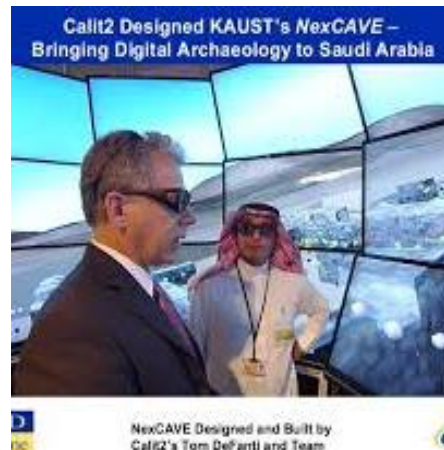 Calit2 Designed KAUST's NexCAVE –
Bringing Digital Archaeology to Saudi Arabia
D
NexCAVE Designed and Built by
Calit2's Tom DeFanti and Team